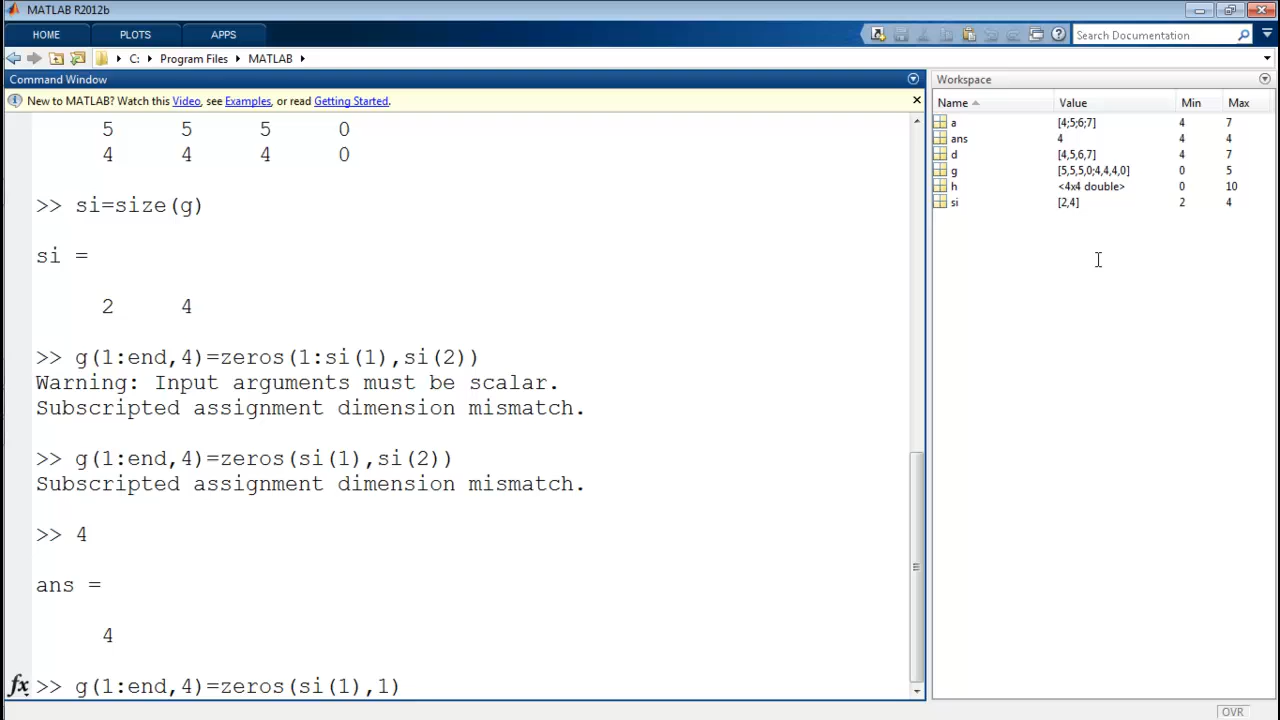 MATLAB R2012b
HOME PLOTS APPS
Search Documentation
C: Program Files MATLAB
Command Window
New to MATLAB? Watch this Video, see Examples, or read Getting Started.
5 5 5 0
4 4 4 0
>> si=size(g)
si =
2 4
>> g(1:end,4)=zeros(1:si(1),si(2))
Warning: Input arguments must be scalar.
Subscripted assignment dimension mismatch.
>> g(1:end,4)=zeros(si(1),si(2))
Subscripted assignment dimension mismatch.
>> 4
ans =
4
fx >> g(1:end,4)=zeros(si(1),1)
Workspace
Name Value Min Max
a [4;5;6;7] 4 7
ans 4 4 4
d [4,5,6,7] 4 7
g [5,5,5,0;4,4,4,0] 0 5
h <4x4 double> 0 10
si [2,4] 2 4
OVR